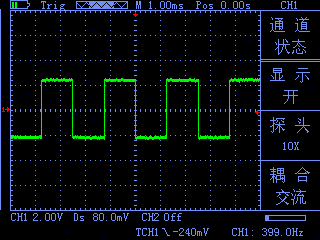 Trig M 1.00ms Pos 0.00s CH1
通道
状态
显示
开
探头
10X
耦合
交流
1
CH1 2.00V Ds 80.0mV CH2 Off
TCH1 -240mV CH1: 399.0Hz